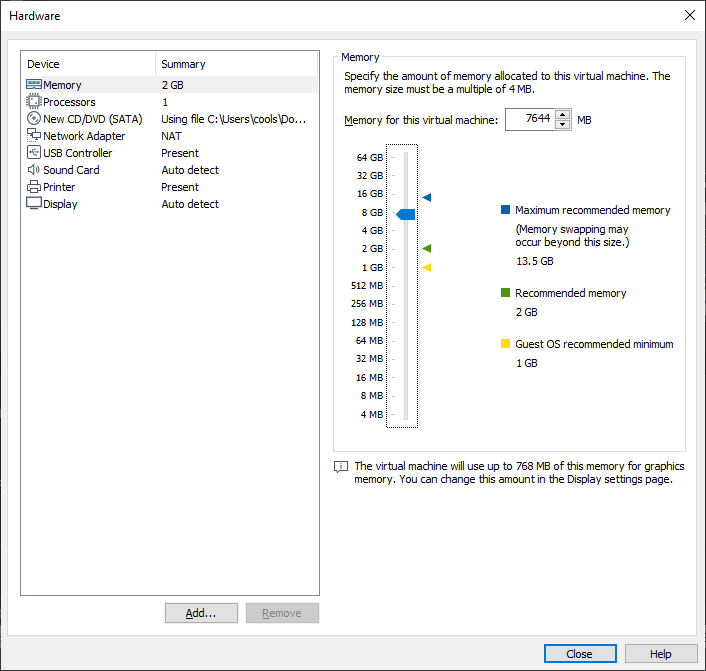 Hardware
Device Summary
Memory 2 GB
Processors 1
New CD/DVD (SATA) Using file C:\Users\cools\Do...
Network Adapter NAT
USB Controller Present
Sound Card Auto detect
Printer Present
Display Auto detect
Add...
Remove
Memory
Specify the amount of memory allocated to this virtual machine. The
memory size must be a multiple of 4 MB.
Memory for this virtual machine: 7644 MB
64 GB
32 GB
16 GB
8 GB
4 GB
2 GB
1 GB
512 MB
256 MB
128 MB
64 MB
32 MB
16 MB
8 MB
4 MB
Maximum recommended memory
(Memory swapping may
occur beyond this size.)
13.5 GB
Recommended memory
2 GB
Guest OS recommended minimum
1 GB
The virtual machine will use up to 768 MB of this memory for graphics
memory. You can change this amount in the Display settings page.
Close
Help